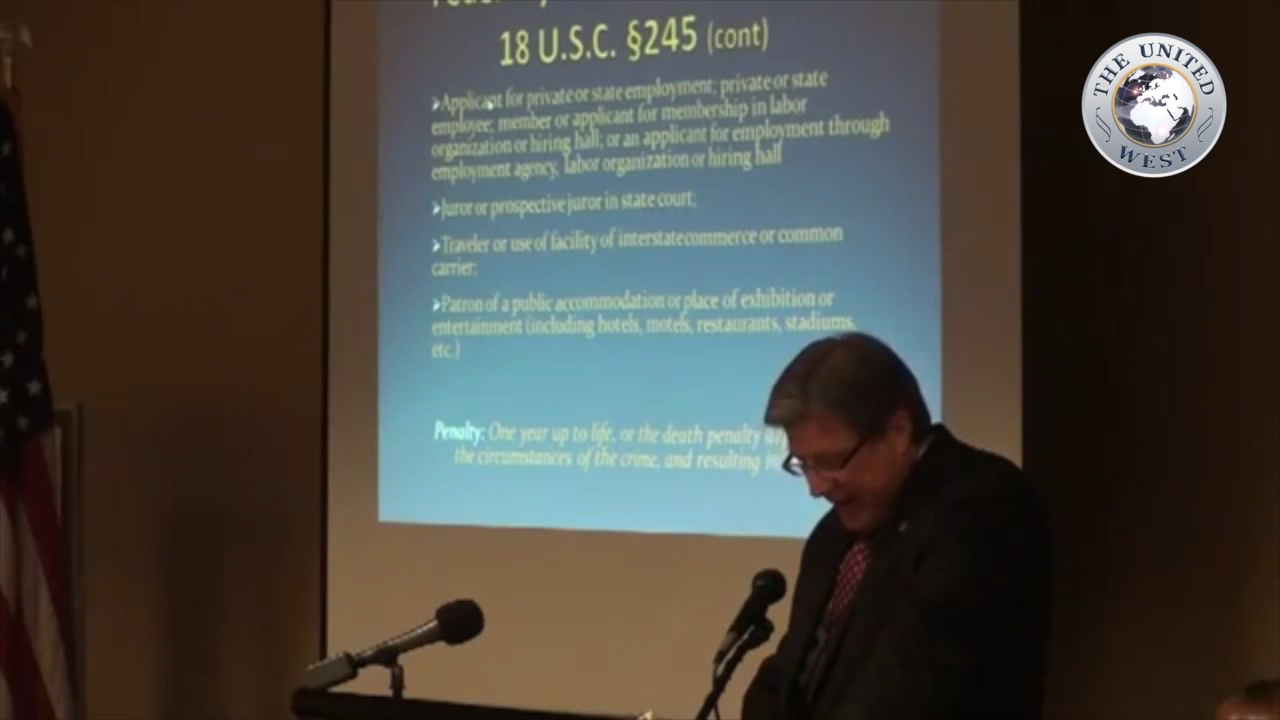 18 U.S.C. §245 (cont)
➢Applicant for private or state employment; private or state
employee; member or applicant for membership in labor
organization or hiring hall; or an applicant for employment through
employment agency, labor organization or hiring hall
➢Juror or prospective juror in state court;
➢Traveler or use of facility of interstate commerce or common
carrier;
➢Patron of a public accommodation or place of exhibition or
entertainment (including hotels, motels, restaurants, stadiums,
etc.)
Penalty: One year up to life, or the death penalty
the circumstances of the crime, and resulting
THE UNITED
WEST